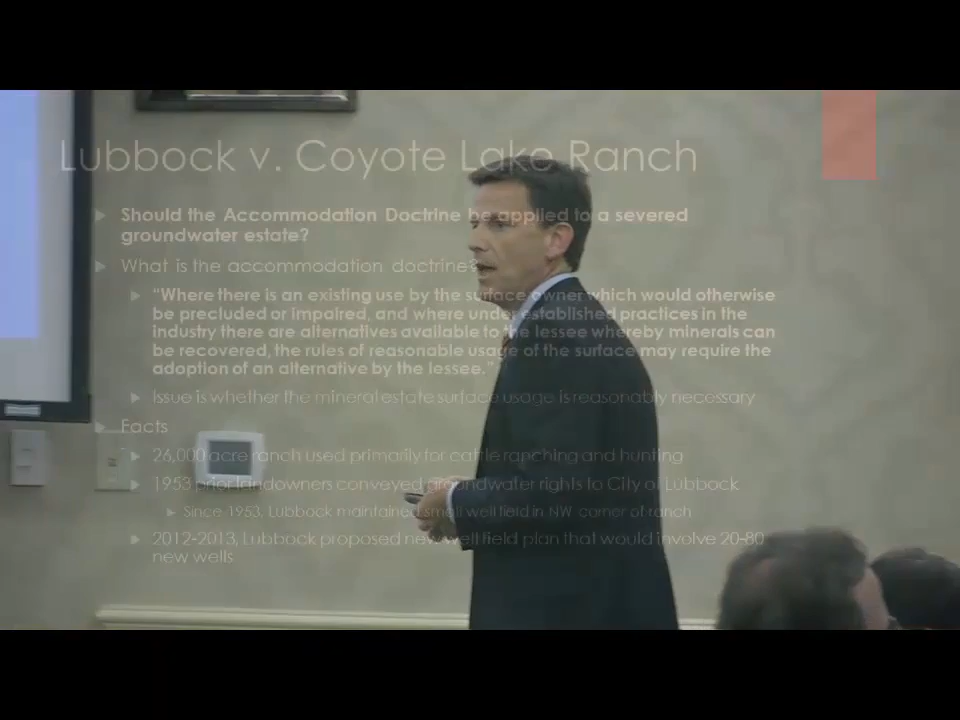 Lubbock v. Coyote Lake Ranch
Should the Accommodation Doctrine be applied to a severed
groundwater estate?
What is the accommodation doctrine?
“Where there is an existing use by the surface owner which would otherwise
be precluded or impaired, and where under established practices in the
industry there are alternatives available to the lessee whereby minerals can
be recovered, the rules of reasonable usage of the surface may require the
adoption of an alternative by the lessee.”
Issue is whether the mineral estate surface usage is reasonably necessary
Facts
26,000 acre ranch used primarily for cattle ranching and hunting
1953 prior landowners conveyed groundwater rights to City of Lubbock
Since 1953, Lubbock maintained small well field in NW corner of ranch
2012-2013, Lubbock proposed new well field plan that would involve 20-80
new wells